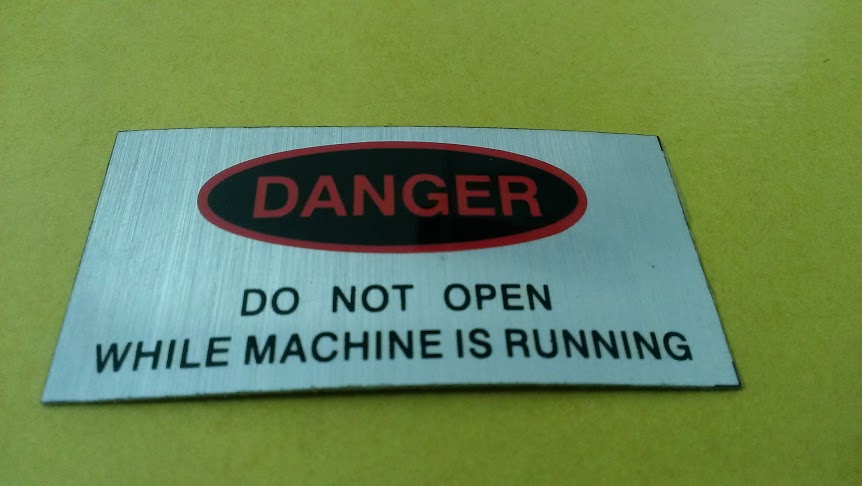 DANGER
DO NOT OPEN
WHILE MACHINE IS RUNNING